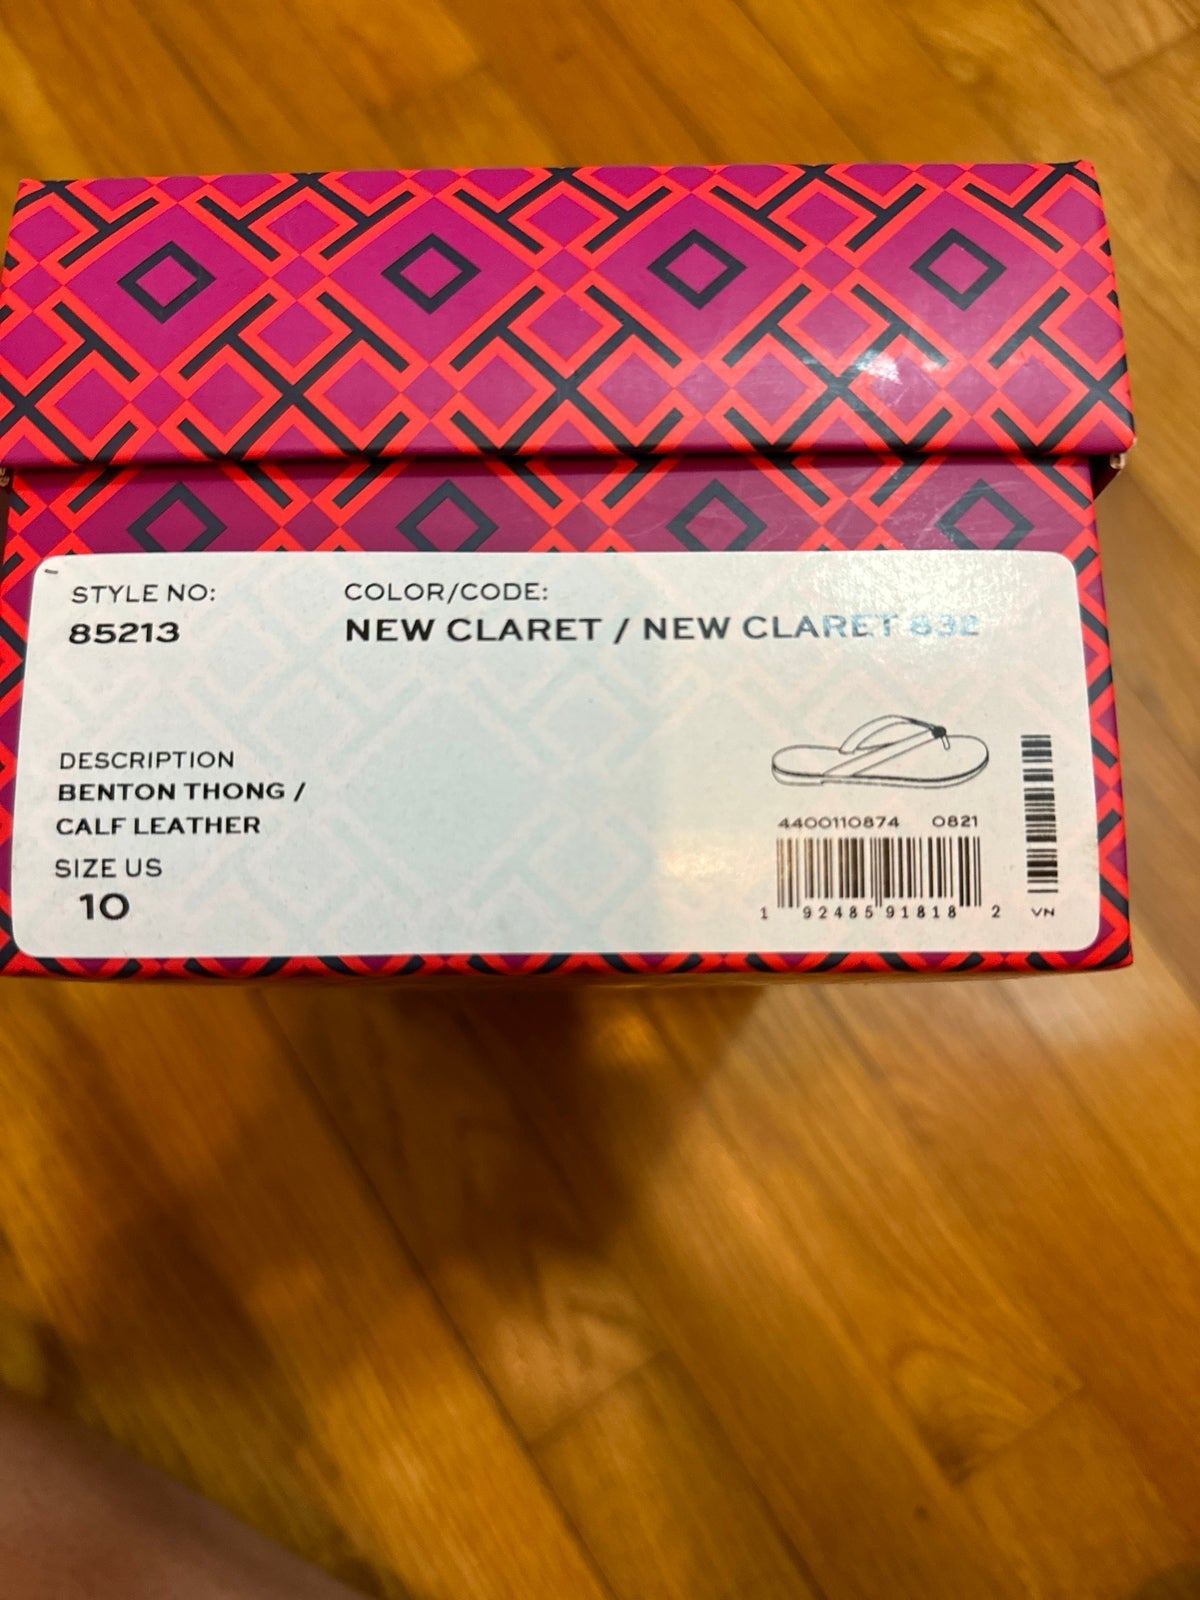 STYLE NO:
85213
COLOR/CODE:
NEW CLARET / NEW CLARET 832
DESCRIPTION
BENTON THONG /
CALF LEATHER
SIZE US
10
4400110874 0821
1 92485 91818 2
VN